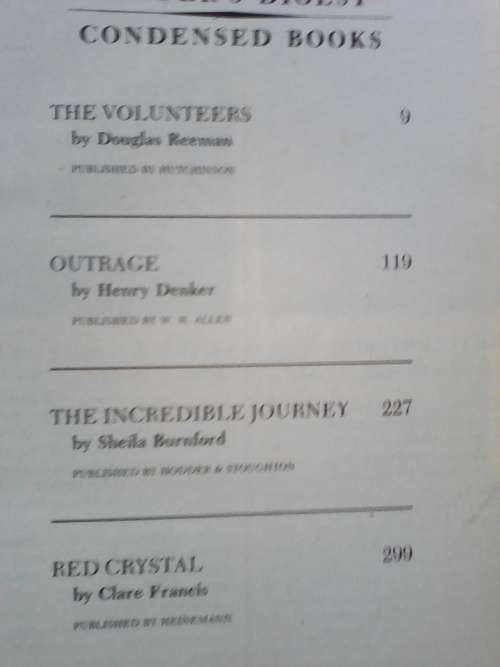 DIGEST
CONDENSED BOOKS
THE VOLUNTEERS 9
by Douglas Reeman
PUBLISHED BY HUTCHINSON
OUTRAGE 119
by Henry Denker
PUBLISHED BY W. H. ALLEN
THE INCREDIBLE JOURNEY 227
by Sheila Burnford
PUBLISHED BY HODDER & STOUGHTON
RED CRYSTAL 299
by Clare Francis
PUBLISHED BY HEINEMANN